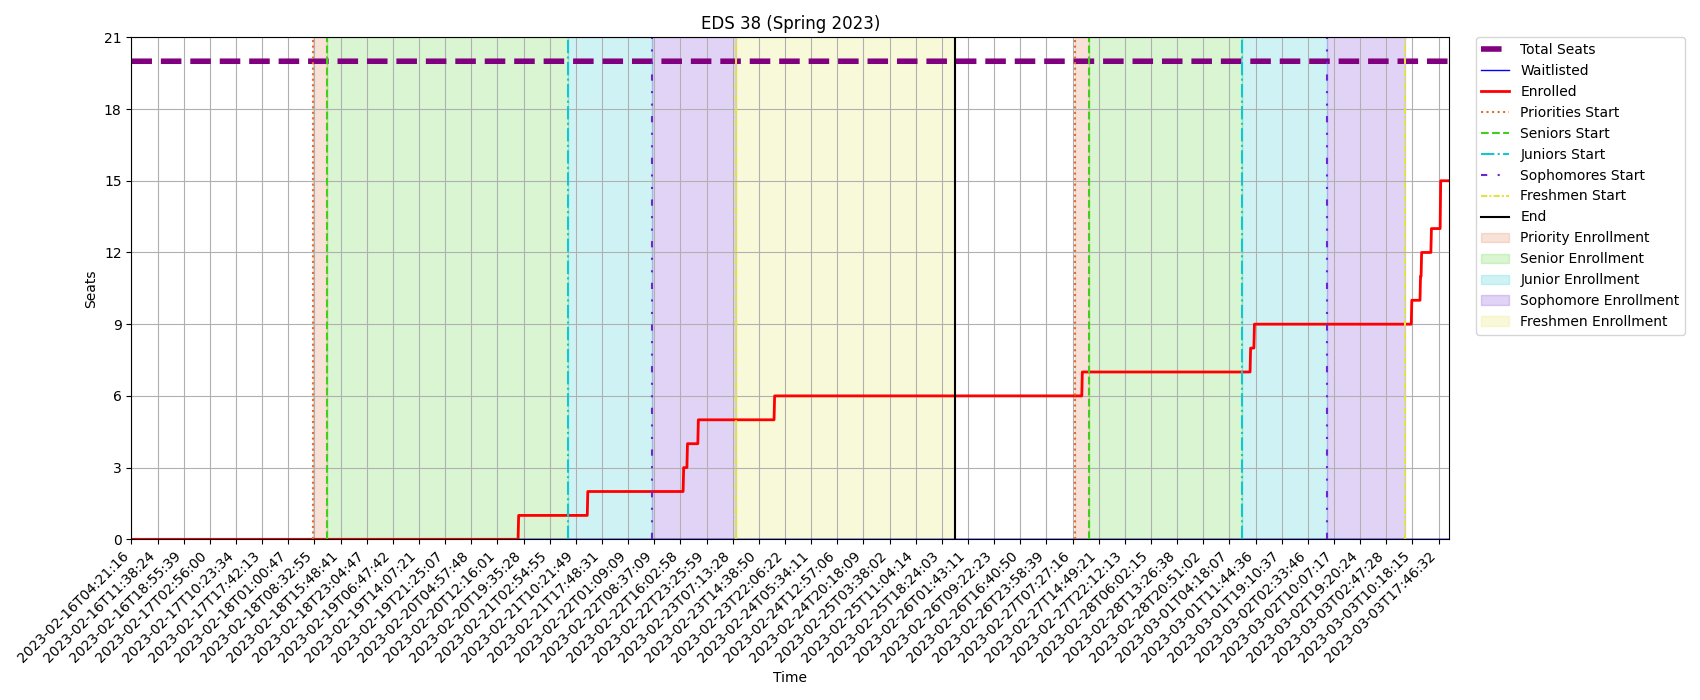 EDS 38 (Spring 2023)
Seats
21
18
15
12
9
6
3
0
2023-02-16T04:21:16
2023-02-16T11:38:24
2023-02-16T18:55:39
2023-02-17T02:56:00
2023-02-17T10:23:34
2023-02-17T17:42:13
2023-02-18T01:00:47
2023-02-18T08:32:55
2023-02-18T15:48:41
2023-02-18T23:04:47
2023-02-19T06:47:42
2023-02-19T14:07:21
2023-02-19T21:25:07
2023-02-20T04:57:48
2023-02-20T12:16:01
2023-02-20T19:35:28
2023-02-21T02:54:55
2023-02-21T10:21:49
2023-02-21T17:48:31
2023-02-22T01:09:09
2023-02-22T08:37:09
2023-02-22T16:02:58
2023-02-22T23:25:59
2023-02-23T07:13:28
2023-02-23T14:38:50
2023-02-23T22:06:22
2023-02-24T05:34:11
2023-02-24T12:57:06
2023-02-24T20:18:09
2023-02-25T03:38:02
2023-02-25T11:04:14
2023-02-25T18:24:03
2023-02-26T01:43:11
2023-02-26T09:22:23
2023-02-26T16:40:50
2023-02-26T23:58:39
2023-02-27T07:27:16
2023-02-27T14:49:21
2023-02-27T22:12:13
2023-02-28T06:02:15
2023-02-28T13:26:38
2023-02-28T20:51:02
2023-03-01T04:18:07
2023-03-01T11:44:36
2023-03-01T19:10:37
2023-03-02T02:33:46
2023-03-02T10:07:17
2023-03-02T19:20:24
2023-03-03T02:47:28
2023-03-03T10:18:15
2023-03-03T17:46:32
Time
Total Seats
Waitlisted
Enrolled
Priorities Start
Seniors Start
Juniors Start
Sophomores Start
Freshmen Start
End
Priority Enrollment
Senior Enrollment
Junior Enrollment
Sophomore Enrollment
Freshmen Enrollment